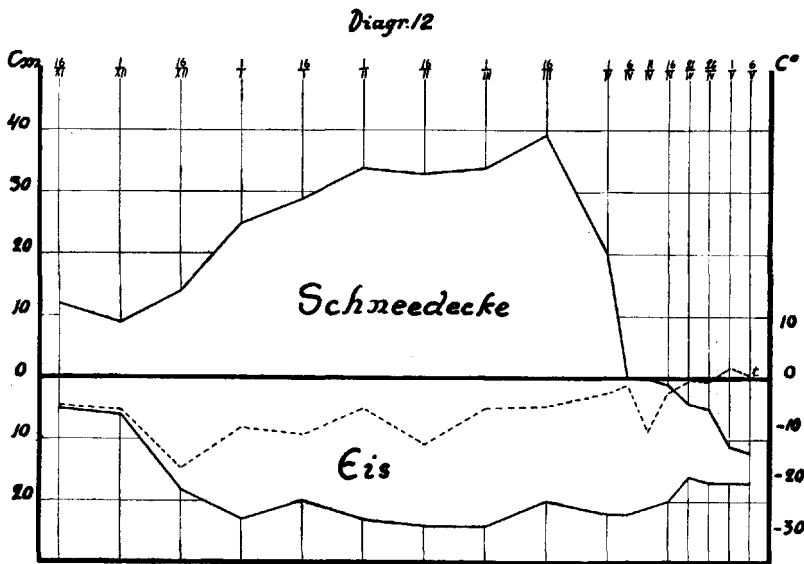 Diagr. 12
Cm 16/XI 1/XII 16/XII 1/I 16/I 1/II 16/II 1/III 16/III 1/IV 6/IV 11/IV 16/IV 21/IV 26/IV 1/V 6/V C°
40
30
20
10 10
0 0
t
10 -10
20 -20
-30
Schneedecke
Eis